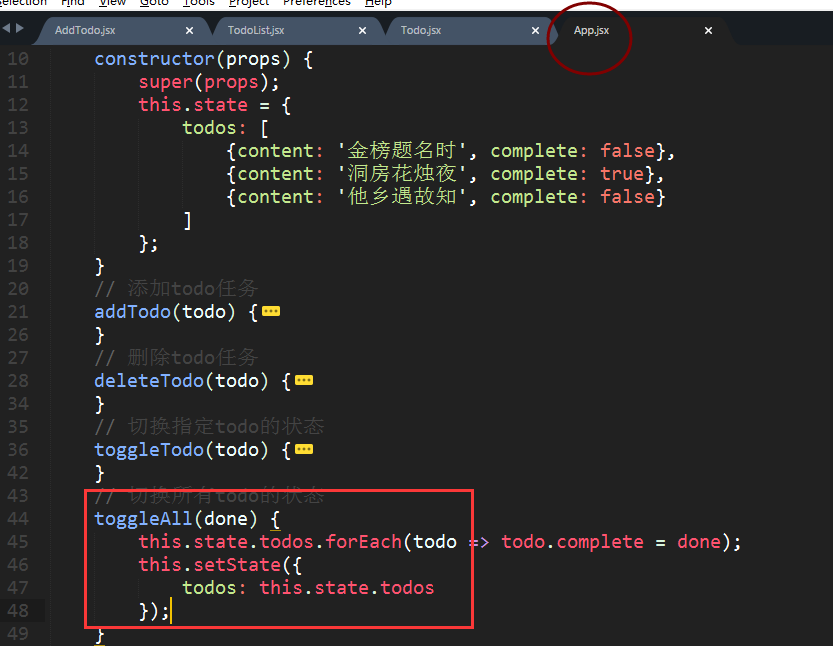 Find View Goto Tools Project Preferences Help
AddTodo.jsx × TodoList.jsx × Todo.jsx × App.jsx ×
10 constructor(props) {
11 super(props);
12 this.state = {
13 todos: [
14 {content: '金榜题名时', complete: false},
15 {content: '洞房花烛夜', complete: true},
16 {content: '他乡遇故知', complete: false}
17 ]
18 };
19 }
20 // 添加todo任务
21 addTodo(todo) {
26 }
27 // 删除todo任务
28 deleteTodo(todo) {
34 }
35 // 切换指定todo的状态
36 toggleTodo(todo) {
42 }
43 // 切换所有todo的状态
44 toggleAll(done) {
45 this.state.todos.forEach(todo => todo.complete = done);
46 this.setState({
47 todos: this.state.todos
48 });
49 }